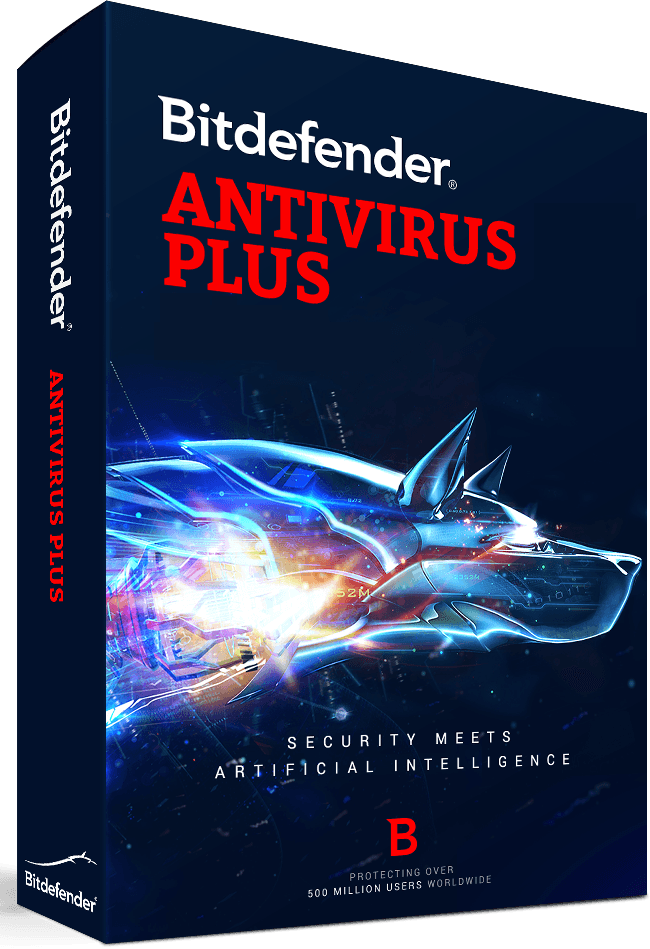 Bitdefender®
ANTIVIRUS
PLUS
SECURITY MEETS
ARTIFICIAL INTELLIGENCE
B
PROTECTING OVER
500 MILLION USERS WORLDWIDE
Bitdefender®
ANTIVIRUS PLUS
Bitdefender
52M